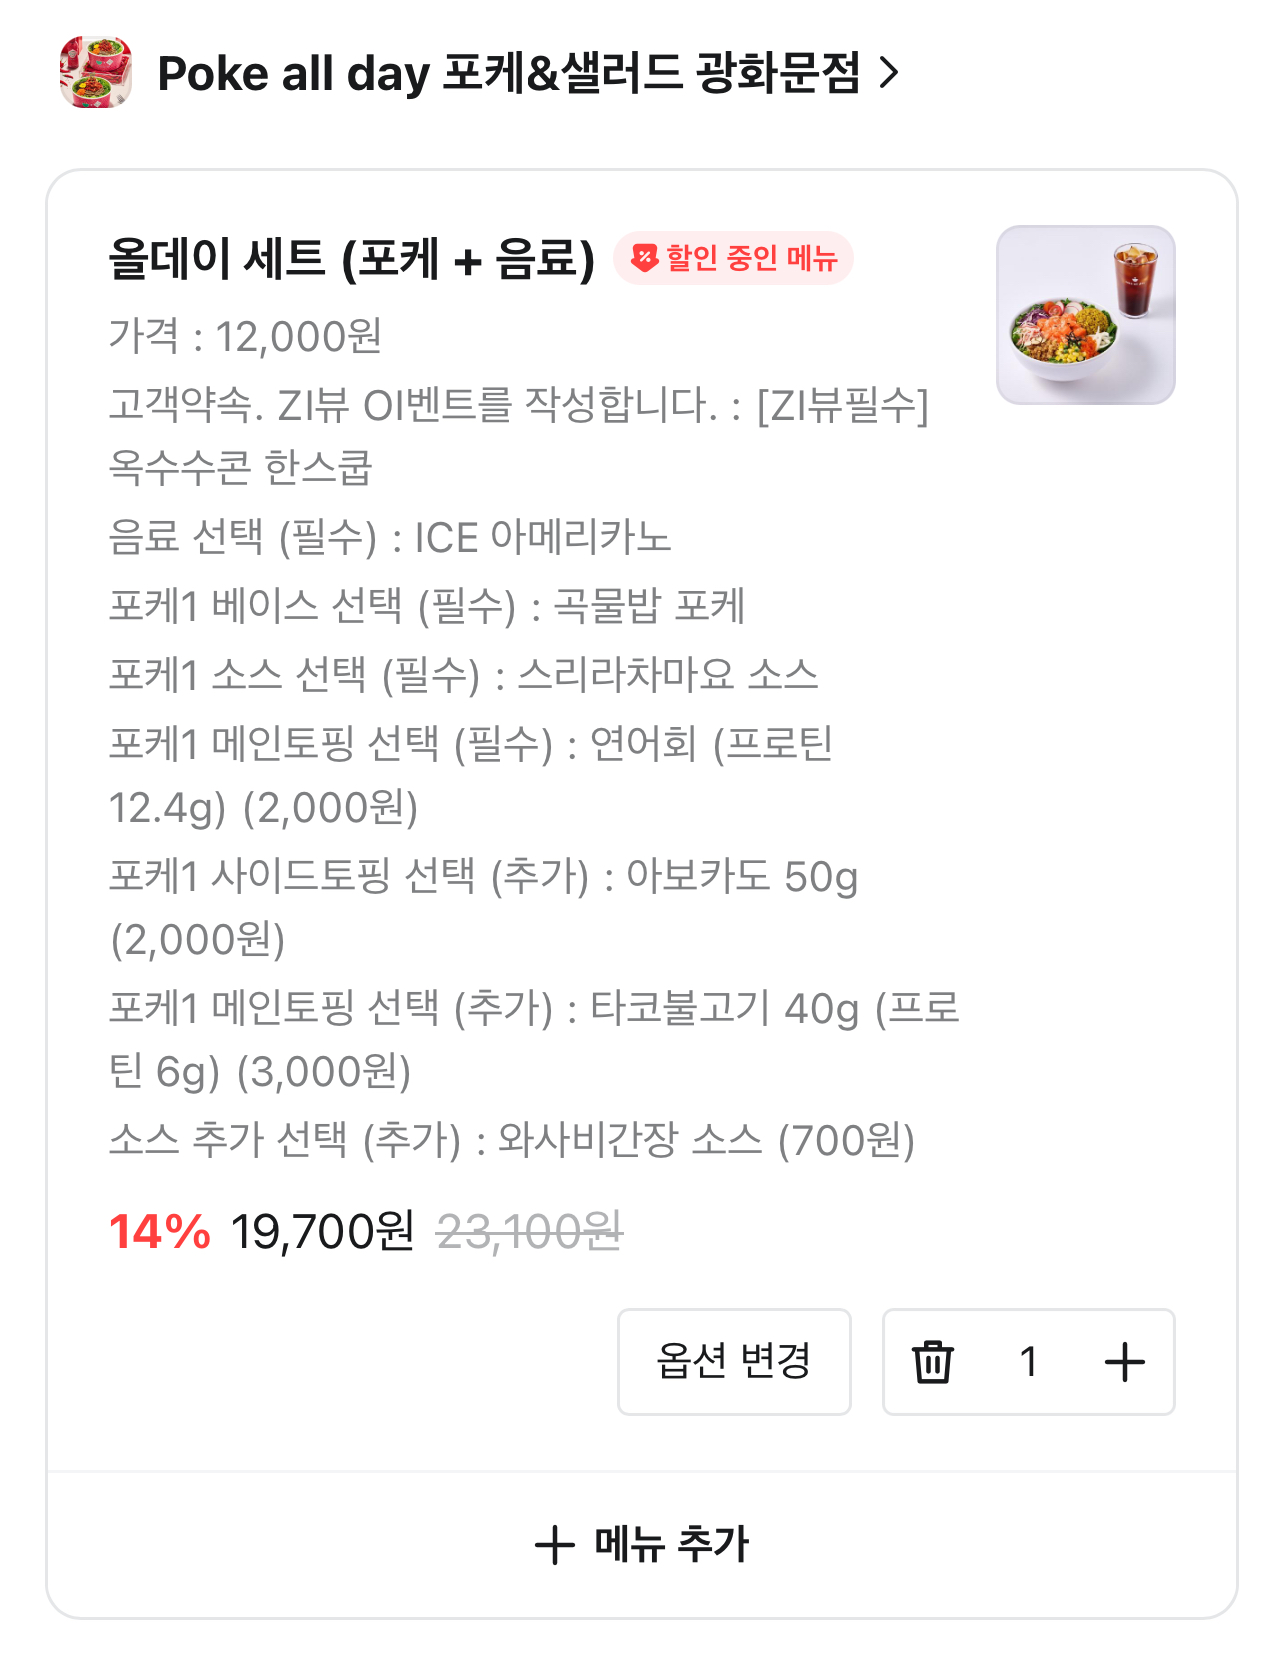 Poke all day 포케&샐러드 광화문점
올데이 세트 (포케 + 음료) 할인 중인 메뉴
가격 : 12,000원
고객약속. ZI뷰 OI벤트를 작성합니다. : [ZI뷰필수]
옥수수콘 한스쿱
음료 선택 (필수) : ICE 아메리카노
포케1 베이스 선택 (필수) : 곡물밥 포케
포케1 소스 선택 (필수) : 스리라차마요 소스
포케1 메인토핑 선택 (필수) : 연어회 (프로틴
12.4g) (2,000원)
포케1 사이드토핑 선택 (추가) : 아보카도 50g
(2,000원)
포케1 메인토핑 선택 (추가) : 타코불고기 40g (프로
틴 6g) (3,000원)
소스 추가 선택 (추가) : 와사비간장 소스 (700원)
14% 19,700원 23,100원
옵션 변경 1
메뉴 추가